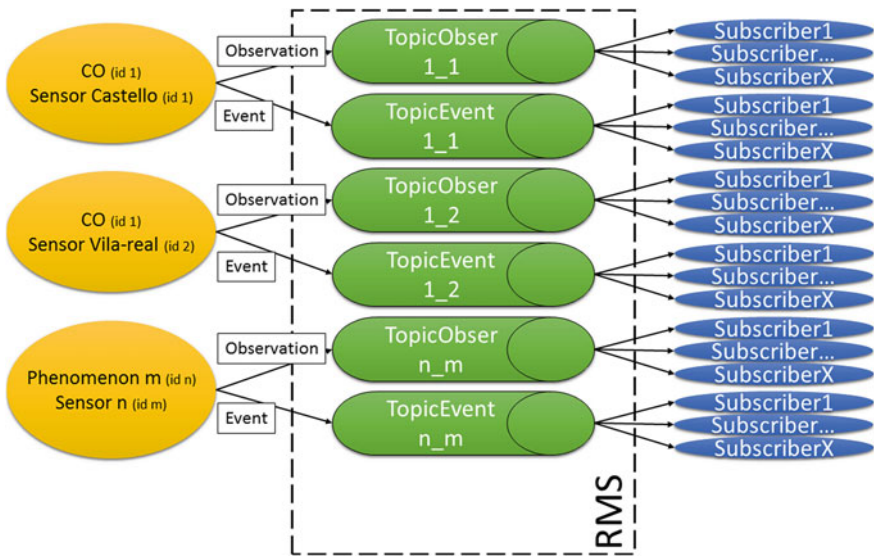 CO (id 1)
Sensor Castello (id 1)
Observation
Event
TopicObser
1_1
TopicEvent
1_1
Subscriber1
Subscriber...
SubscriberX
Subscriber1
Subscriber...
SubscriberX
CO (id 1)
Sensor Vila-real (id 2)
Observation
Event
TopicObser
1_2
TopicEvent
1_2
Subscriber1
Subscriber...
SubscriberX
Subscriber1
Subscriber...
SubscriberX
Phenomenon m (id n)
Sensor n (id m)
Observation
Event
TopicObser
n_m
TopicEvent
n_m
Subscriber1
Subscriber...
SubscriberX
Subscriber1
Subscriber...
SubscriberX
RMS